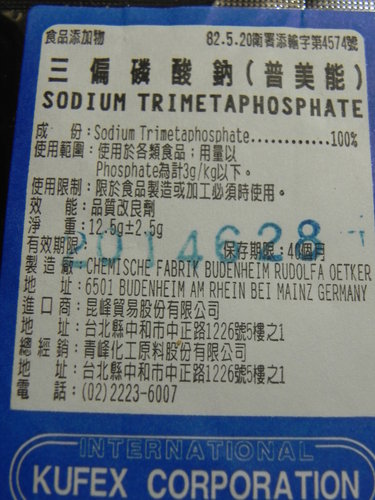 食品添加物 82.5.20衛署添輸字第4574號
三偏磷酸鈉(普美能)
SODIUM TRIMETAPHOSPHATE
成份:Sodium Trimetaphosphate............100%
使用範圍:使用於各類食品;用量以
Phosphate為計3g/kg以下。
使用限制:限於食品製造或加工必須時使用。
效能:品質改良劑
淨重:12.5g±2.5g
有效期限: 保存期限:40個月
2014628
製造廠:CHEMISCHE FABRIK BUDENHEIM RUDOLFA OETKER
地址:6501 BUDENHEIM AM RHEIN BEI MAINZ GERMANY
進口商:昆峰貿易股份有限公司
地址:台北縣中和市中正路1226號5樓之1
總經銷:青峰化工原料股份有限公司
地址:台北縣中和市中正路1226號5樓之1
電話:(02)2223-6007
INTERNATIONAL
KUFEX CORPORATION